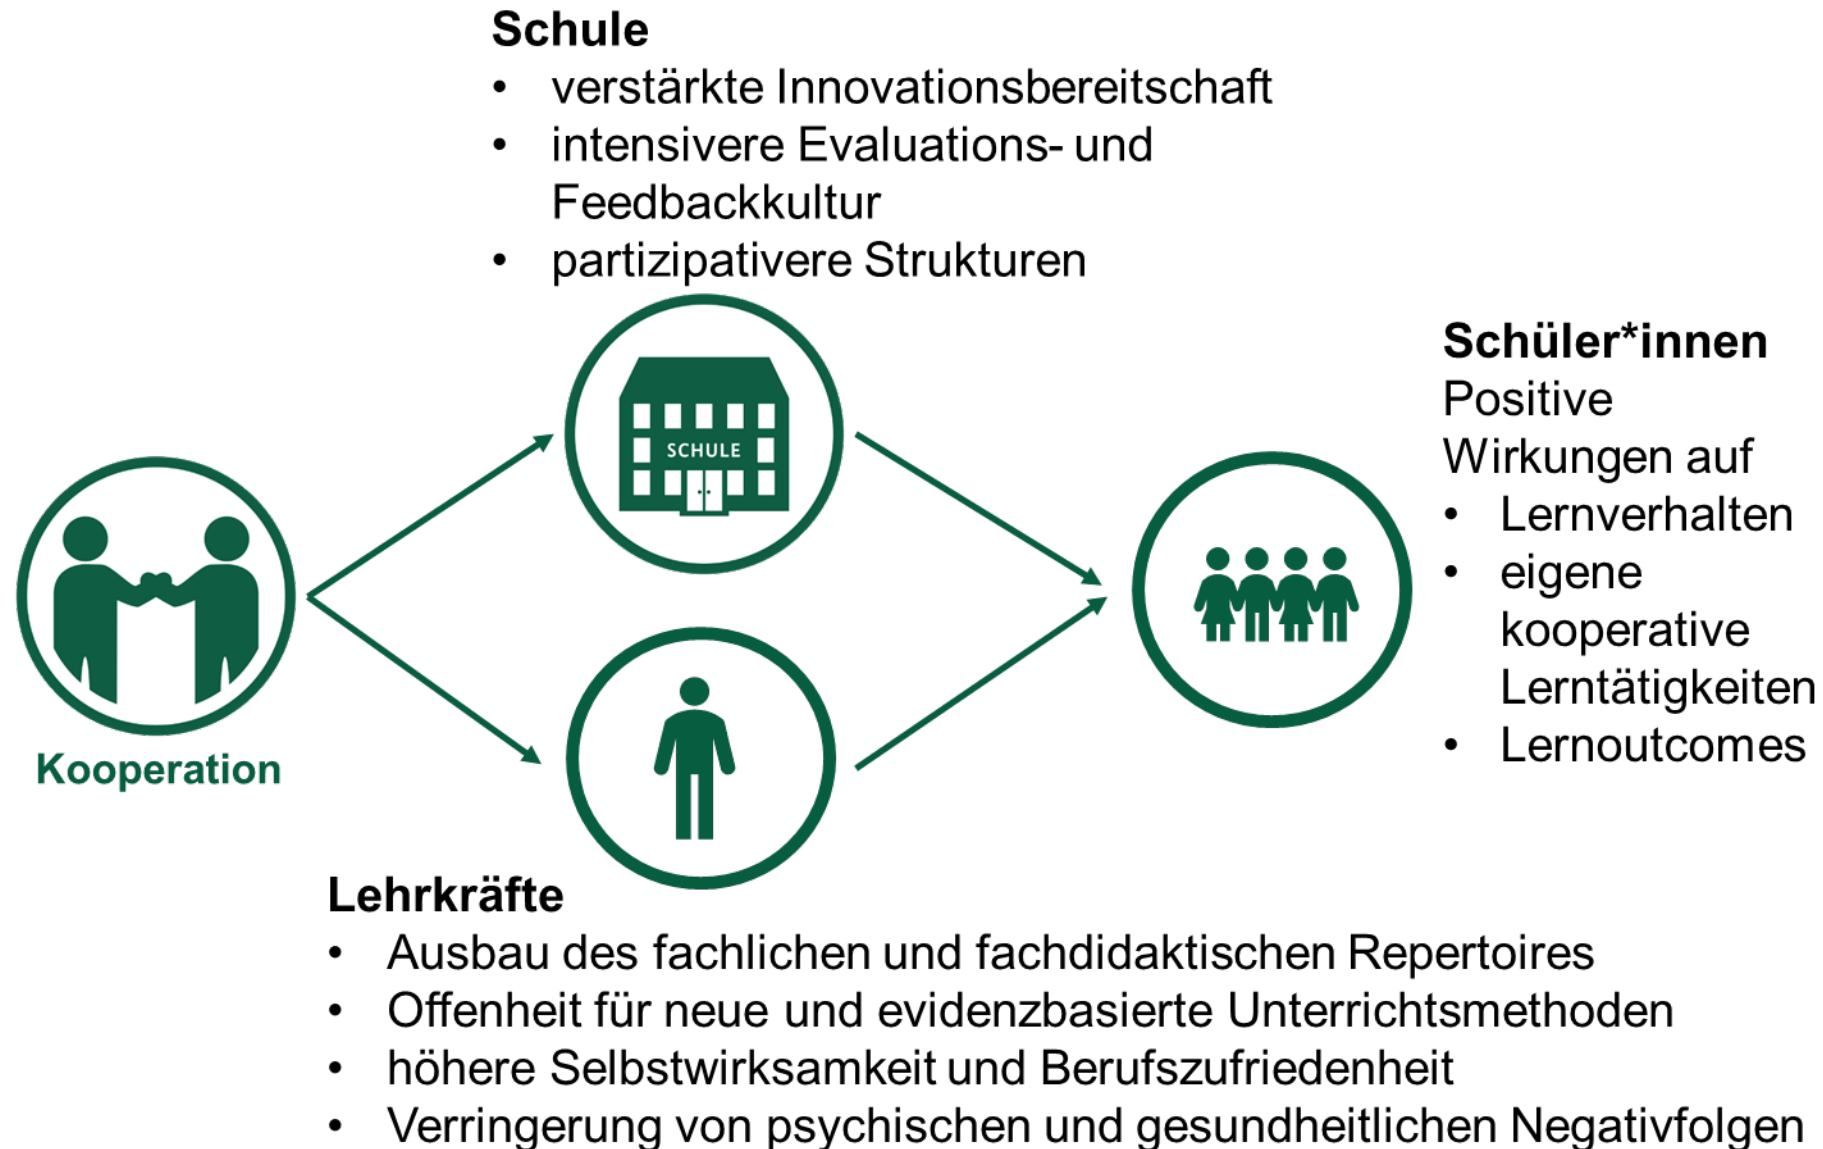 Schule
• verstärkte Innovationsbereitschaft
• intensivere Evaluations- und
Feedbackkultur
• partizipativere Strukturen
SCHULE
Kooperation
Schüler*innen
Positive
Wirkungen auf
• Lernverhalten
• eigene
kooperative
Lerntätigkeiten
• Lernoutcomes
Lehrkräfte
• Ausbau des fachlichen und fachdidaktischen Repertoires
• Offenheit für neue und evidenzbasierte Unterrichtsmethoden
• höhere Selbstwirksamkeit und Berufszufriedenheit
• Verringerung von psychischen und gesundheitlichen Negativfolgen